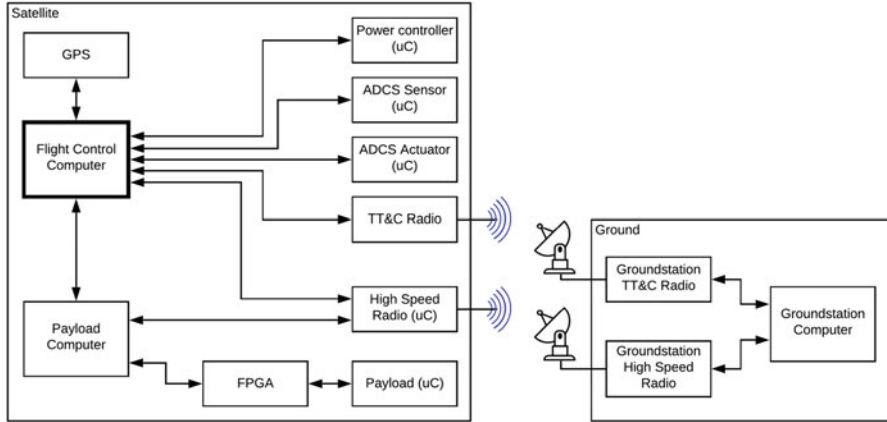 Satellite
GPS
Flight Control
Computer
Payload
Computer
Power controller
(uC)
ADCS Sensor
(uC)
ADCS Actuator
(uC)
TT&C Radio
High Speed
Radio (uC)
FPGA
Payload (uC)
Ground
Groundstation
TT&C Radio
Groundstation
High Speed
Radio
Groundstation
Computer